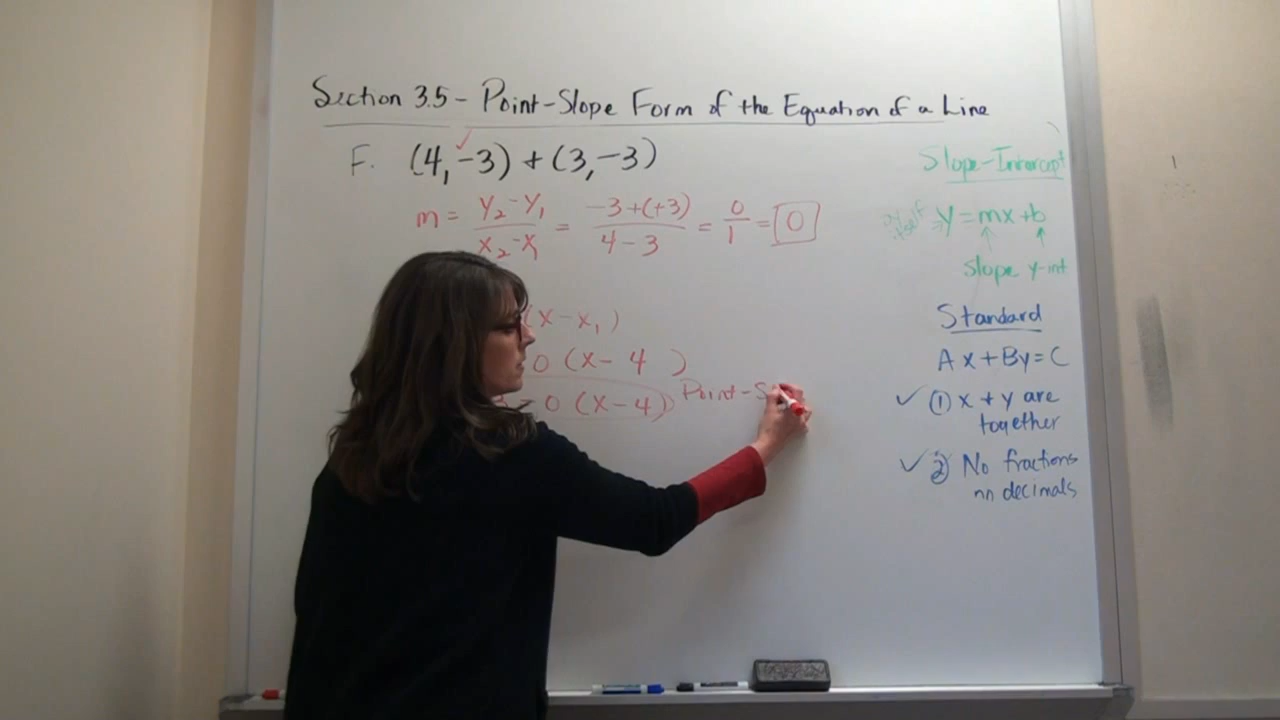 Section 3.5 - Point-Slope Form of the Equation of a Line
F. (4, -3) + (3, -3)
m = y₂ - y₁ / x₂ - x₁ = -3 + (+3) / 4 - 3 = 0 / 1 = 0
(x - x₁)
0 (x - 4 )
0 (x - 4) Point-S
Slope-Intercept
y = mx + b
slope y-int
Standard
Ax + By = C
✓ ① x + y are
together
✓ ② No fractions
no decimals